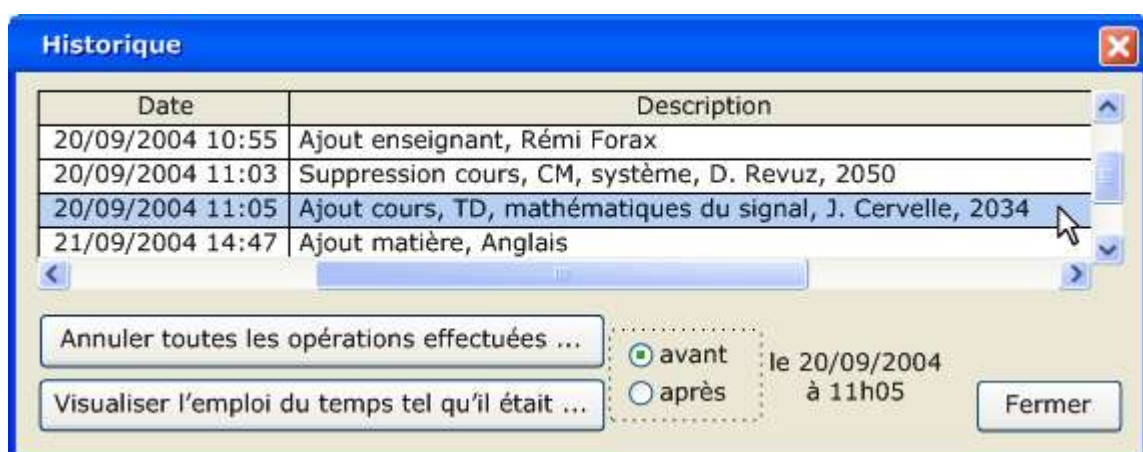 Historique
Date Description
20/09/2004 10:55 Ajout enseignant, Rémi Forax
20/09/2004 11:03 Suppression cours, CM, système, D. Revuz, 2050
20/09/2004 11:05 Ajout cours, TD, mathématiques du signal, J. Cervelle, 2034
21/09/2004 14:47 Ajout matière, Anglais
Annuler toutes les opérations effectuées ...
Visualiser l'emploi du temps tel qu'il était ...
avant
après
le 20/09/2004
à 11h05
Fermer